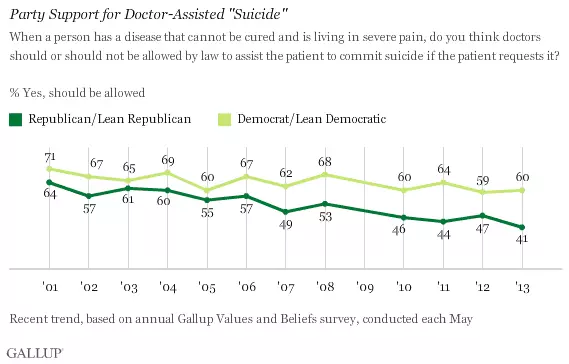 Party Support for Doctor-Assisted "Suicide"
When a person has a disease that cannot be cured and is living in severe pain, do you think doctors
should or should not be allowed by law to assist the patient to commit suicide if the patient requests it?
% Yes, should be allowed
Republican/Lean Republican Democrat/Lean Democratic
71 67 65 69 60 67 62 68 60 64 59 60
64 57 61 60 55 57 49 53 46 44 47 41
'01 '02 '03 '04 '05 '06 '07 '08 '09 '10 '11 '12 '13
Recent trend, based on annual Gallup Values and Beliefs survey, conducted each May
GALLUP®